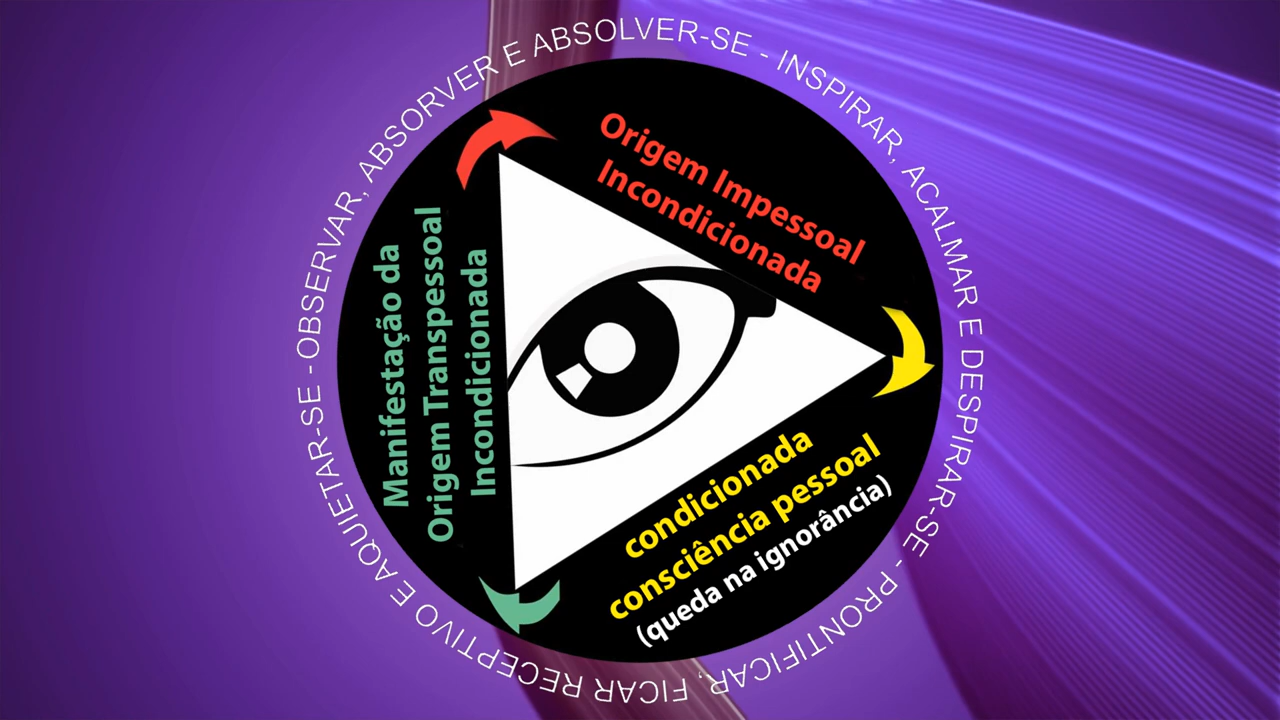 OBSERVAR, ABSORVER E ABSOLVER-SE - INSPIRAR, ACALMAR E DESPIRAR-SE - PRONTIFICAR, FICAR RECEPTIVO E AQUIETAR-SE -
Origem Impessoal
Incondicionada
condicionada
consciência pessoal
(queda na ignorância)
Manifestação da
Origem Transpessoal
Incondicionada